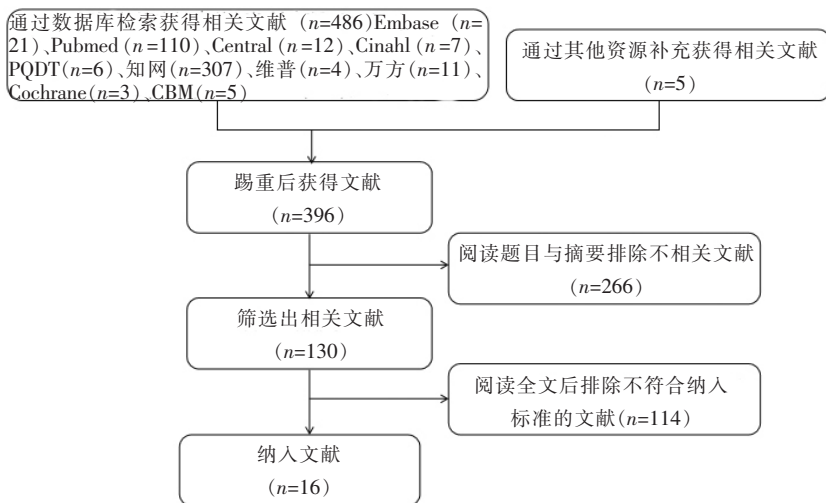 通过数据库检索获得相关文献 (n=486)Embase (n=
21)、Pubmed (n=110)、Central (n=12)、Cinahl (n=7)、
PQDT(n=6)、知网(n=307)、维普(n=4)、万方(n=11)、
Cochrane(n=3)、CBM(n=5)
通过其他资源补充获得相关文献
(n=5)
踢重后获得文献
(n=396)
阅读题目与摘要排除不相关文献
(n=266)
筛选出相关文献
(n=130)
阅读全文后排除不符合纳入
标准的文献(n=114)
纳入文献
(n=16)